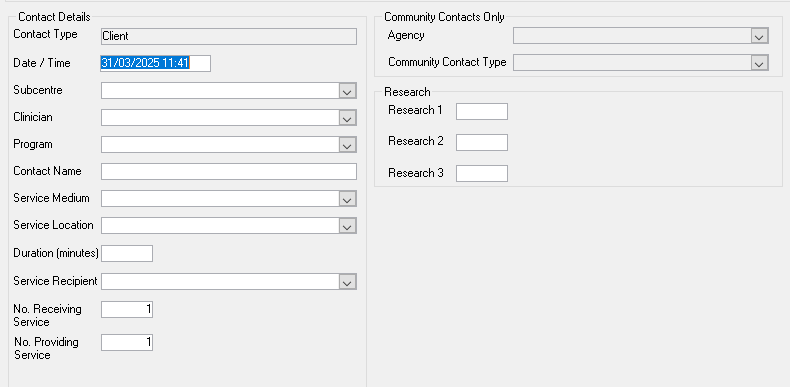 Contact Details
Contact Type Client
Date / Time 31/03/2025 11:41
Subcentre
Clinician
Program
Contact Name
Service Medium
Service Location
Duration (minutes)
Service Recipient
No. Receiving 1
Service
No. Providing 1
Service
Community Contacts Only
Agency
Community Contact Type
Research
Research 1
Research 2
Research 3